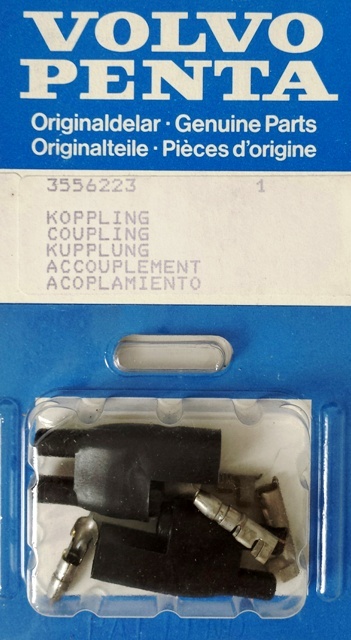 VOLVO
PENTA
Originaldelar · Genuine Parts
Originalteile · Pièces d'origine
3556223 1
KOPPLING
COUPLING
KUPPLUNG
ACCOUPLEMENT
ACOPLAMIENTO